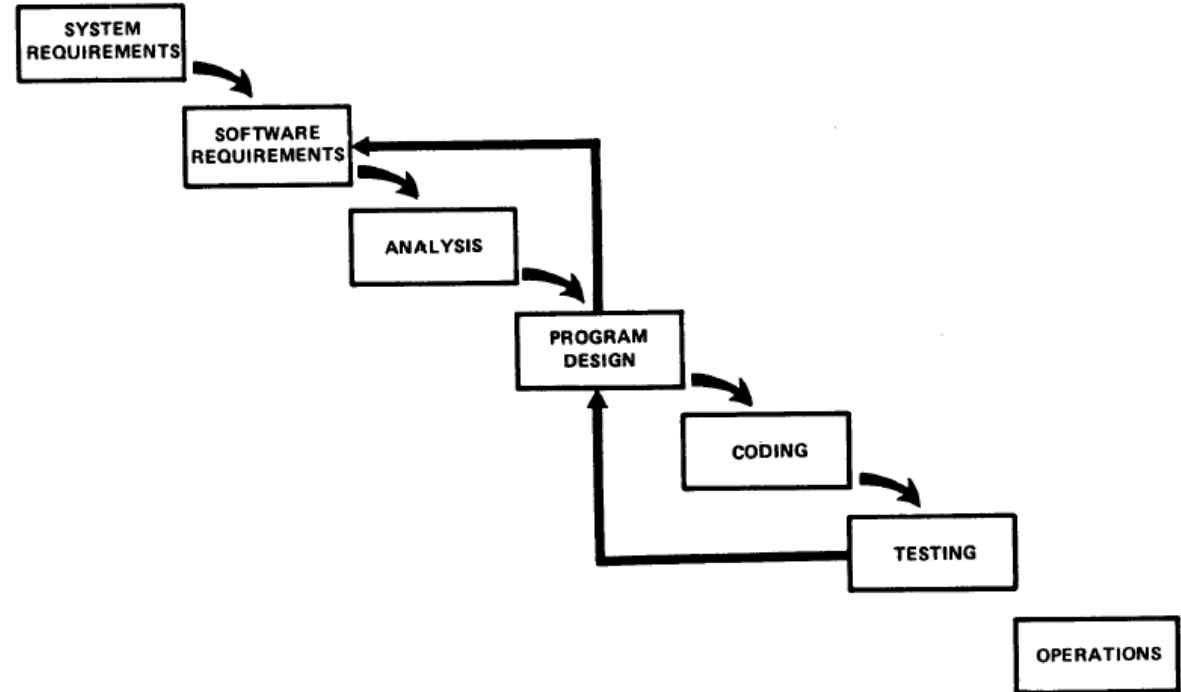 SYSTEM
REQUIREMENTS
SOFTWARE
REQUIREMENTS
ANALYSIS
PROGRAM
DESIGN
CODING
TESTING
OPERATIONS